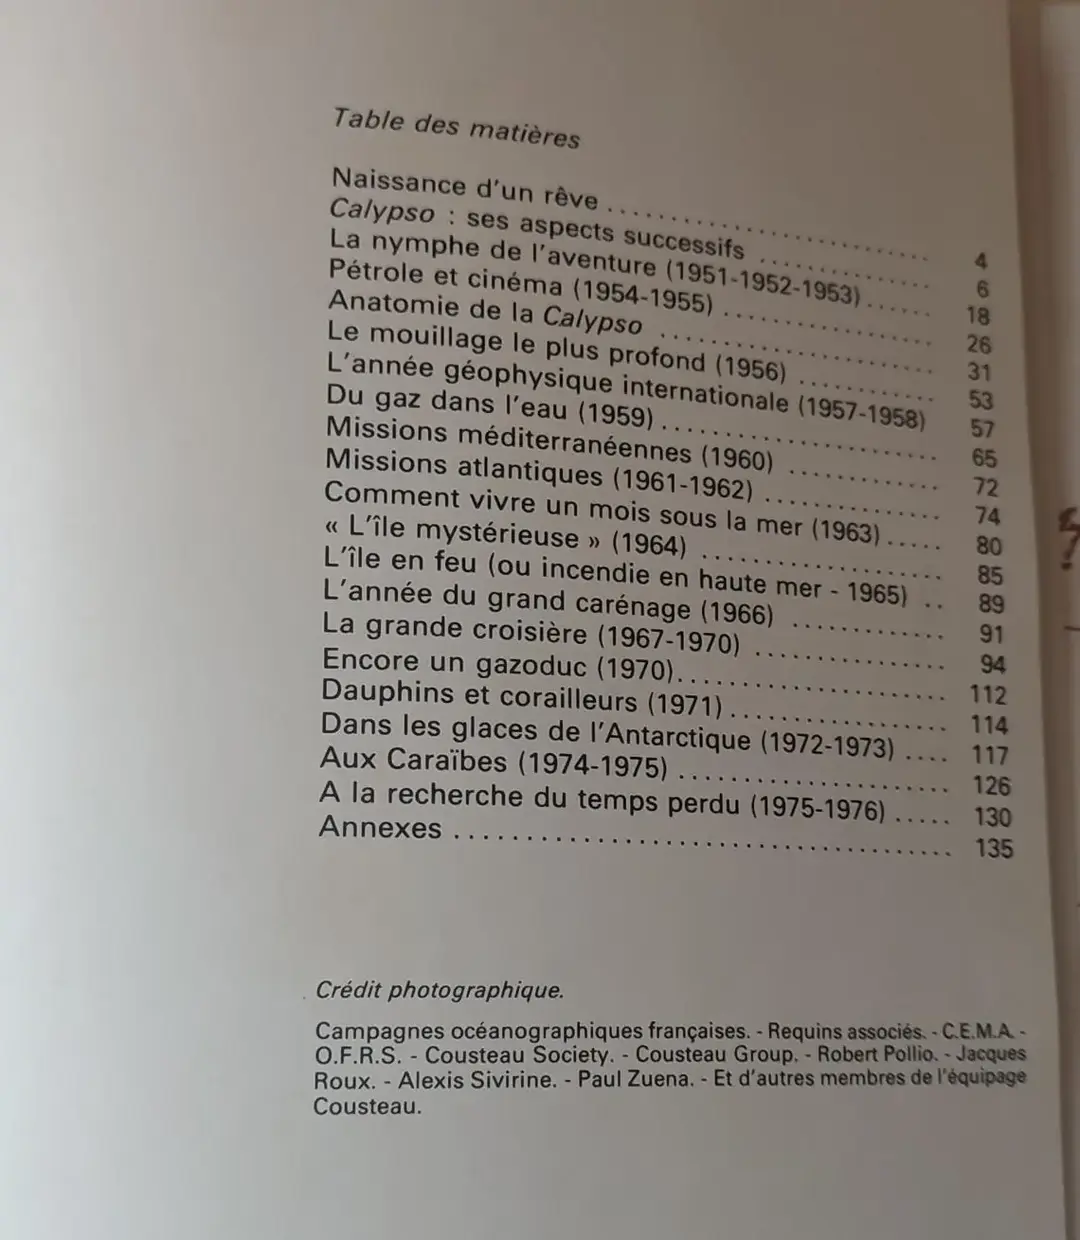 Table des matières
Naissance d'un rêve .......................... 4
Calypso : ses aspects successifs .............. 6
La nymphe de l'aventure (1951-1952-1953) ...... 18
Pétrole et cinéma (1954-1955) ................. 26
Anatomie de la Calypso ........................ 31
Le mouillage le plus profond (1956) ........... 53
L'année géophysique internationale (1957-1958) 57
Du gaz dans l'eau (1959) ...................... 65
Missions méditerranéennes (1960) .............. 72
Missions atlantiques (1961-1962) .............. 74
Comment vivre un mois sous la mer (1963) ..... 80
« L'île mystérieuse » (1964) .................. 85
L'île en feu (ou incendie en haute mer - 1965) .. 89
L'année du grand carénage (1966) ............. 91
La grande croisière (1967-1970) ............... 94
Encore un gazoduc (1970) ...................... 112
Dauphins et corailleurs (1971) ................ 114
Dans les glaces de l'Antarctique (1972-1973) .... 117
Aux Caraïbes (1974-1975) ...................... 126
A la recherche du temps perdu (1975-1976) ..... 130
Annexes ....................................... 135
Crédit photographique.
Campagnes océanographiques françaises. - Requins associés. - C.E.M.A. -
O.F.R.S. - Cousteau Society. - Cousteau Group. - Robert Pollio. - Jacques
Roux. - Alexis Sivirine. - Paul Zuena. - Et d'autres membres de l'équipage
Cousteau.